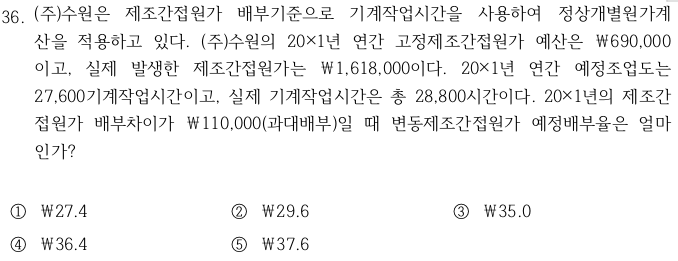 36. (주)수원은 제조간접원가 배부기준으로 기계작업시간을 사용하여 정상개별원가계
산을 적용하고 있다. (주)수원의 20×1년 연간 고정제조간접원가 예산은 ₩690,000
이고, 실제 발생한 제조간접원가는 ₩1,618,000이다. 20×1년 연간 예정조업도는
27,600기계작업시간이고, 실제 기계작업시간은 총 28,800시간이다. 20×1년의 제조간
접원가 배부차이가 ₩110,000(과대배부)일 때 변동제조간접원가 예정배부율은 얼마
인가?
① ₩27.4 ② ₩29.6 ③ ₩35.0
④ ₩36.4 ⑤ ₩37.6